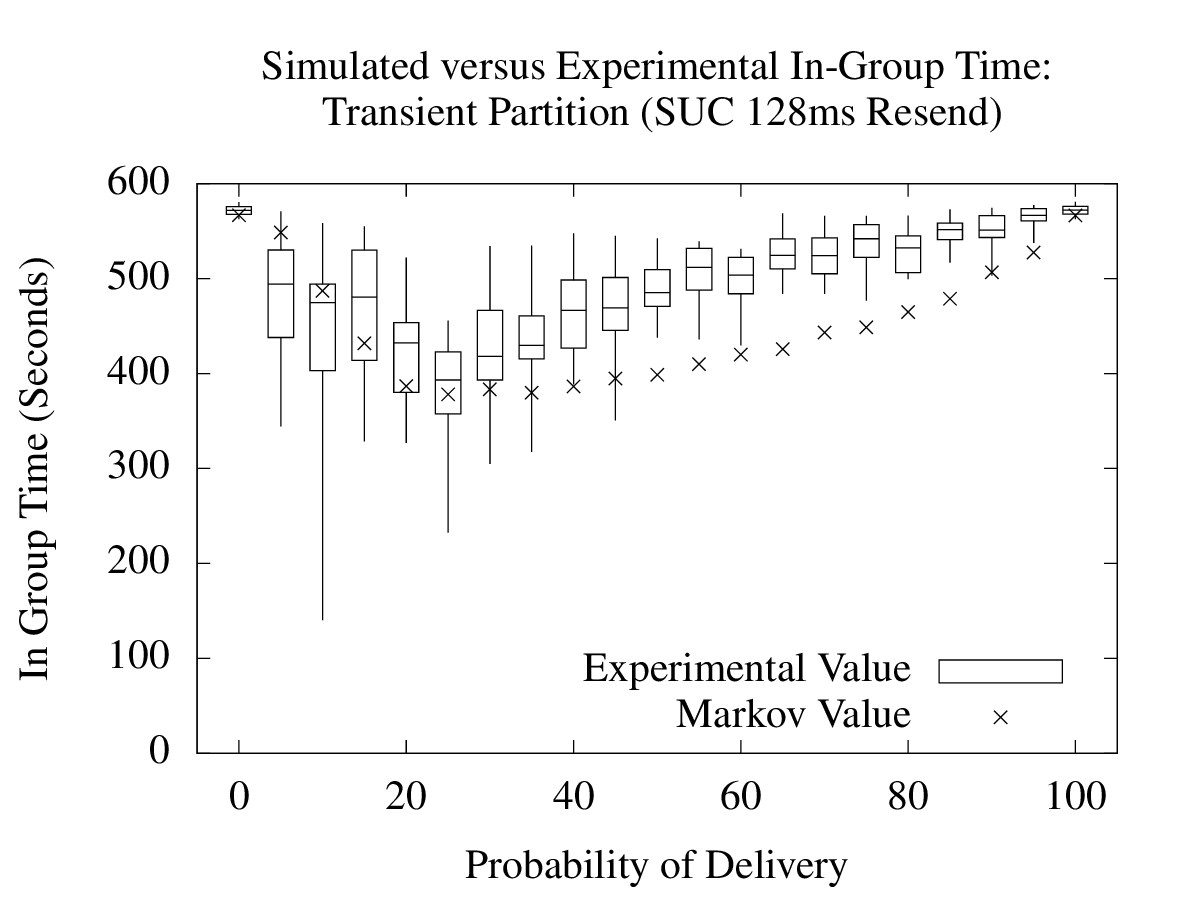 Simulated versus Experimental In-Group Time:
Transient Partition (SUC 128ms Resend)
600
500
400
300
200
100
0
In Group Time (Seconds)
Experimental Value
Markov Value
0 20 40 60 80 100
Probability of Delivery